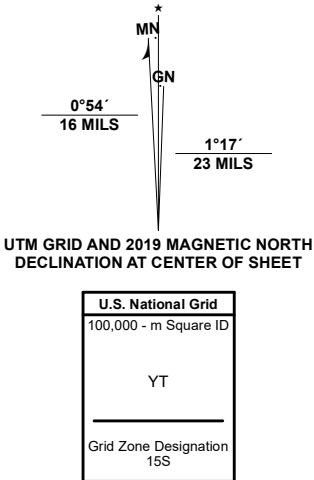 MN
GN
0°54´
16 MILS
1°17´
23 MILS
UTM GRID AND 2019 MAGNETIC NORTH
DECLINATION AT CENTER OF SHEET
U.S. National Grid
100,000 - m Square ID
YT
Grid Zone Designation
15S